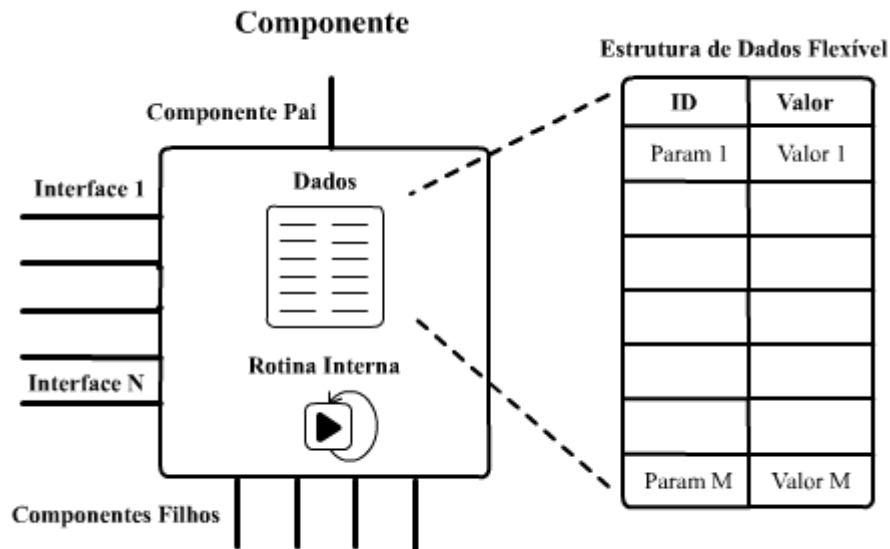 Componente
Estrutura de Dados Flexível
Componente Pai
ID Valor
Param 1 Valor 1
Interface 1
Dados
Rotina Interna
Interface N
Param M Valor M
Componentes Filhos